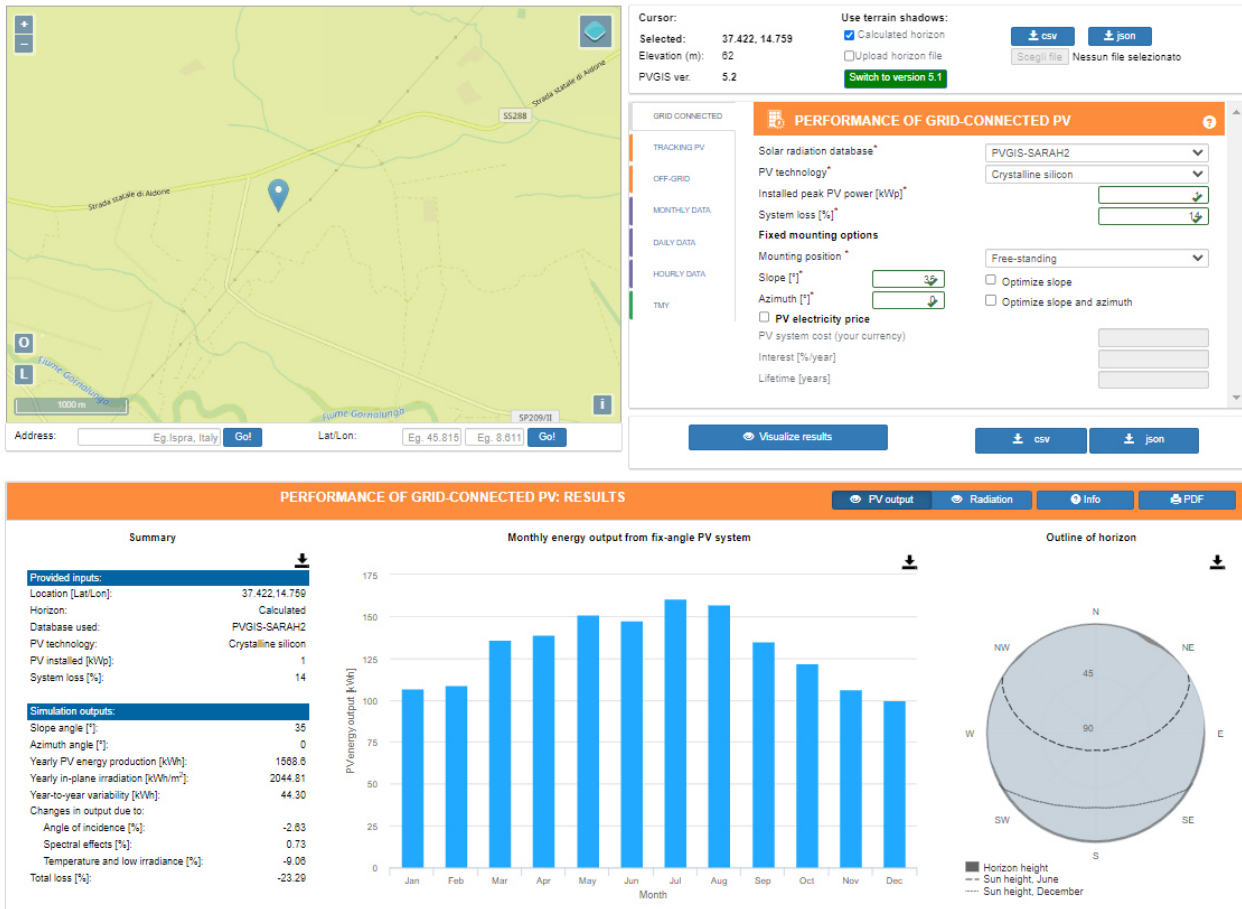 +
−
Strada statale di Aidone
SS288
Strada statale di Aidone
O
L
Fiume Gornalunga
Fiume Gornalunga
1000 m
SP209/II
i
Address:
Eg.Ispra, Italy
Go!
Lat/Lon:
Eg. 45.815
Eg. 8.611
Go!
Cursor:
Use terrain shadows:
Selected: 37.422, 14.759
Calculated horizon
csv
json
Elevation (m): 62
Upload horizon file
Scegli file Nessun file selezionato
PVGIS ver. 5.2
Switch to version 5.1
GRID CONNECTED
TRACKING PV
OFF-GRID
MONTHLY DATA
DAILY DATA
HOURLY DATA
TMY
PERFORMANCE OF GRID-CONNECTED PV
?
Solar radiation database* PVGIS-SARAH2
PV technology* Crystalline silicon
Installed peak PV power [kWp]* 1
System loss [%]* 14
Fixed mounting options
Mounting position * Free-standing
Slope [°]* 35 Optimize slope
Azimuth [°]* 0 Optimize slope and azimuth
PV electricity price
PV system cost (your currency)
Interest [%/year]
Lifetime [years]
Visualize results
csv
json
PERFORMANCE OF GRID-CONNECTED PV: RESULTS
PV output
Radiation
Info
PDF
Summary
Provided inputs:
Location [Lat/Lon]: 37.422,14.759
Horizon: Calculated
Database used: PVGIS-SARAH2
PV technology: Crystalline silicon
PV installed [kWp]: 1
System loss [%]: 14
Simulation outputs:
Slope angle [°]: 35
Azimuth angle [°]: 0
Yearly PV energy production [kWh]: 1568.6
Yearly in-plane irradiation [kWh/m²]: 2044.81
Year-to-year variability [kWh]: 44.30
Changes in output due to:
Angle of incidence [%]: -2.63
Spectral effects [%]: 0.73
Temperature and low irradiance [%]: -9.06
Total loss [%]: -23.29
Monthly energy output from fix-angle PV system
PV energy output [kWh]
175
150
125
100
75
50
25
0
Jan Feb Mar Apr May Jun Jul Aug Sep Oct Nov Dec
Month
Outline of horizon
N
NW
NE
45
W
90
E
SW
SE
S
Horizon height
Sun height, June
Sun height, December